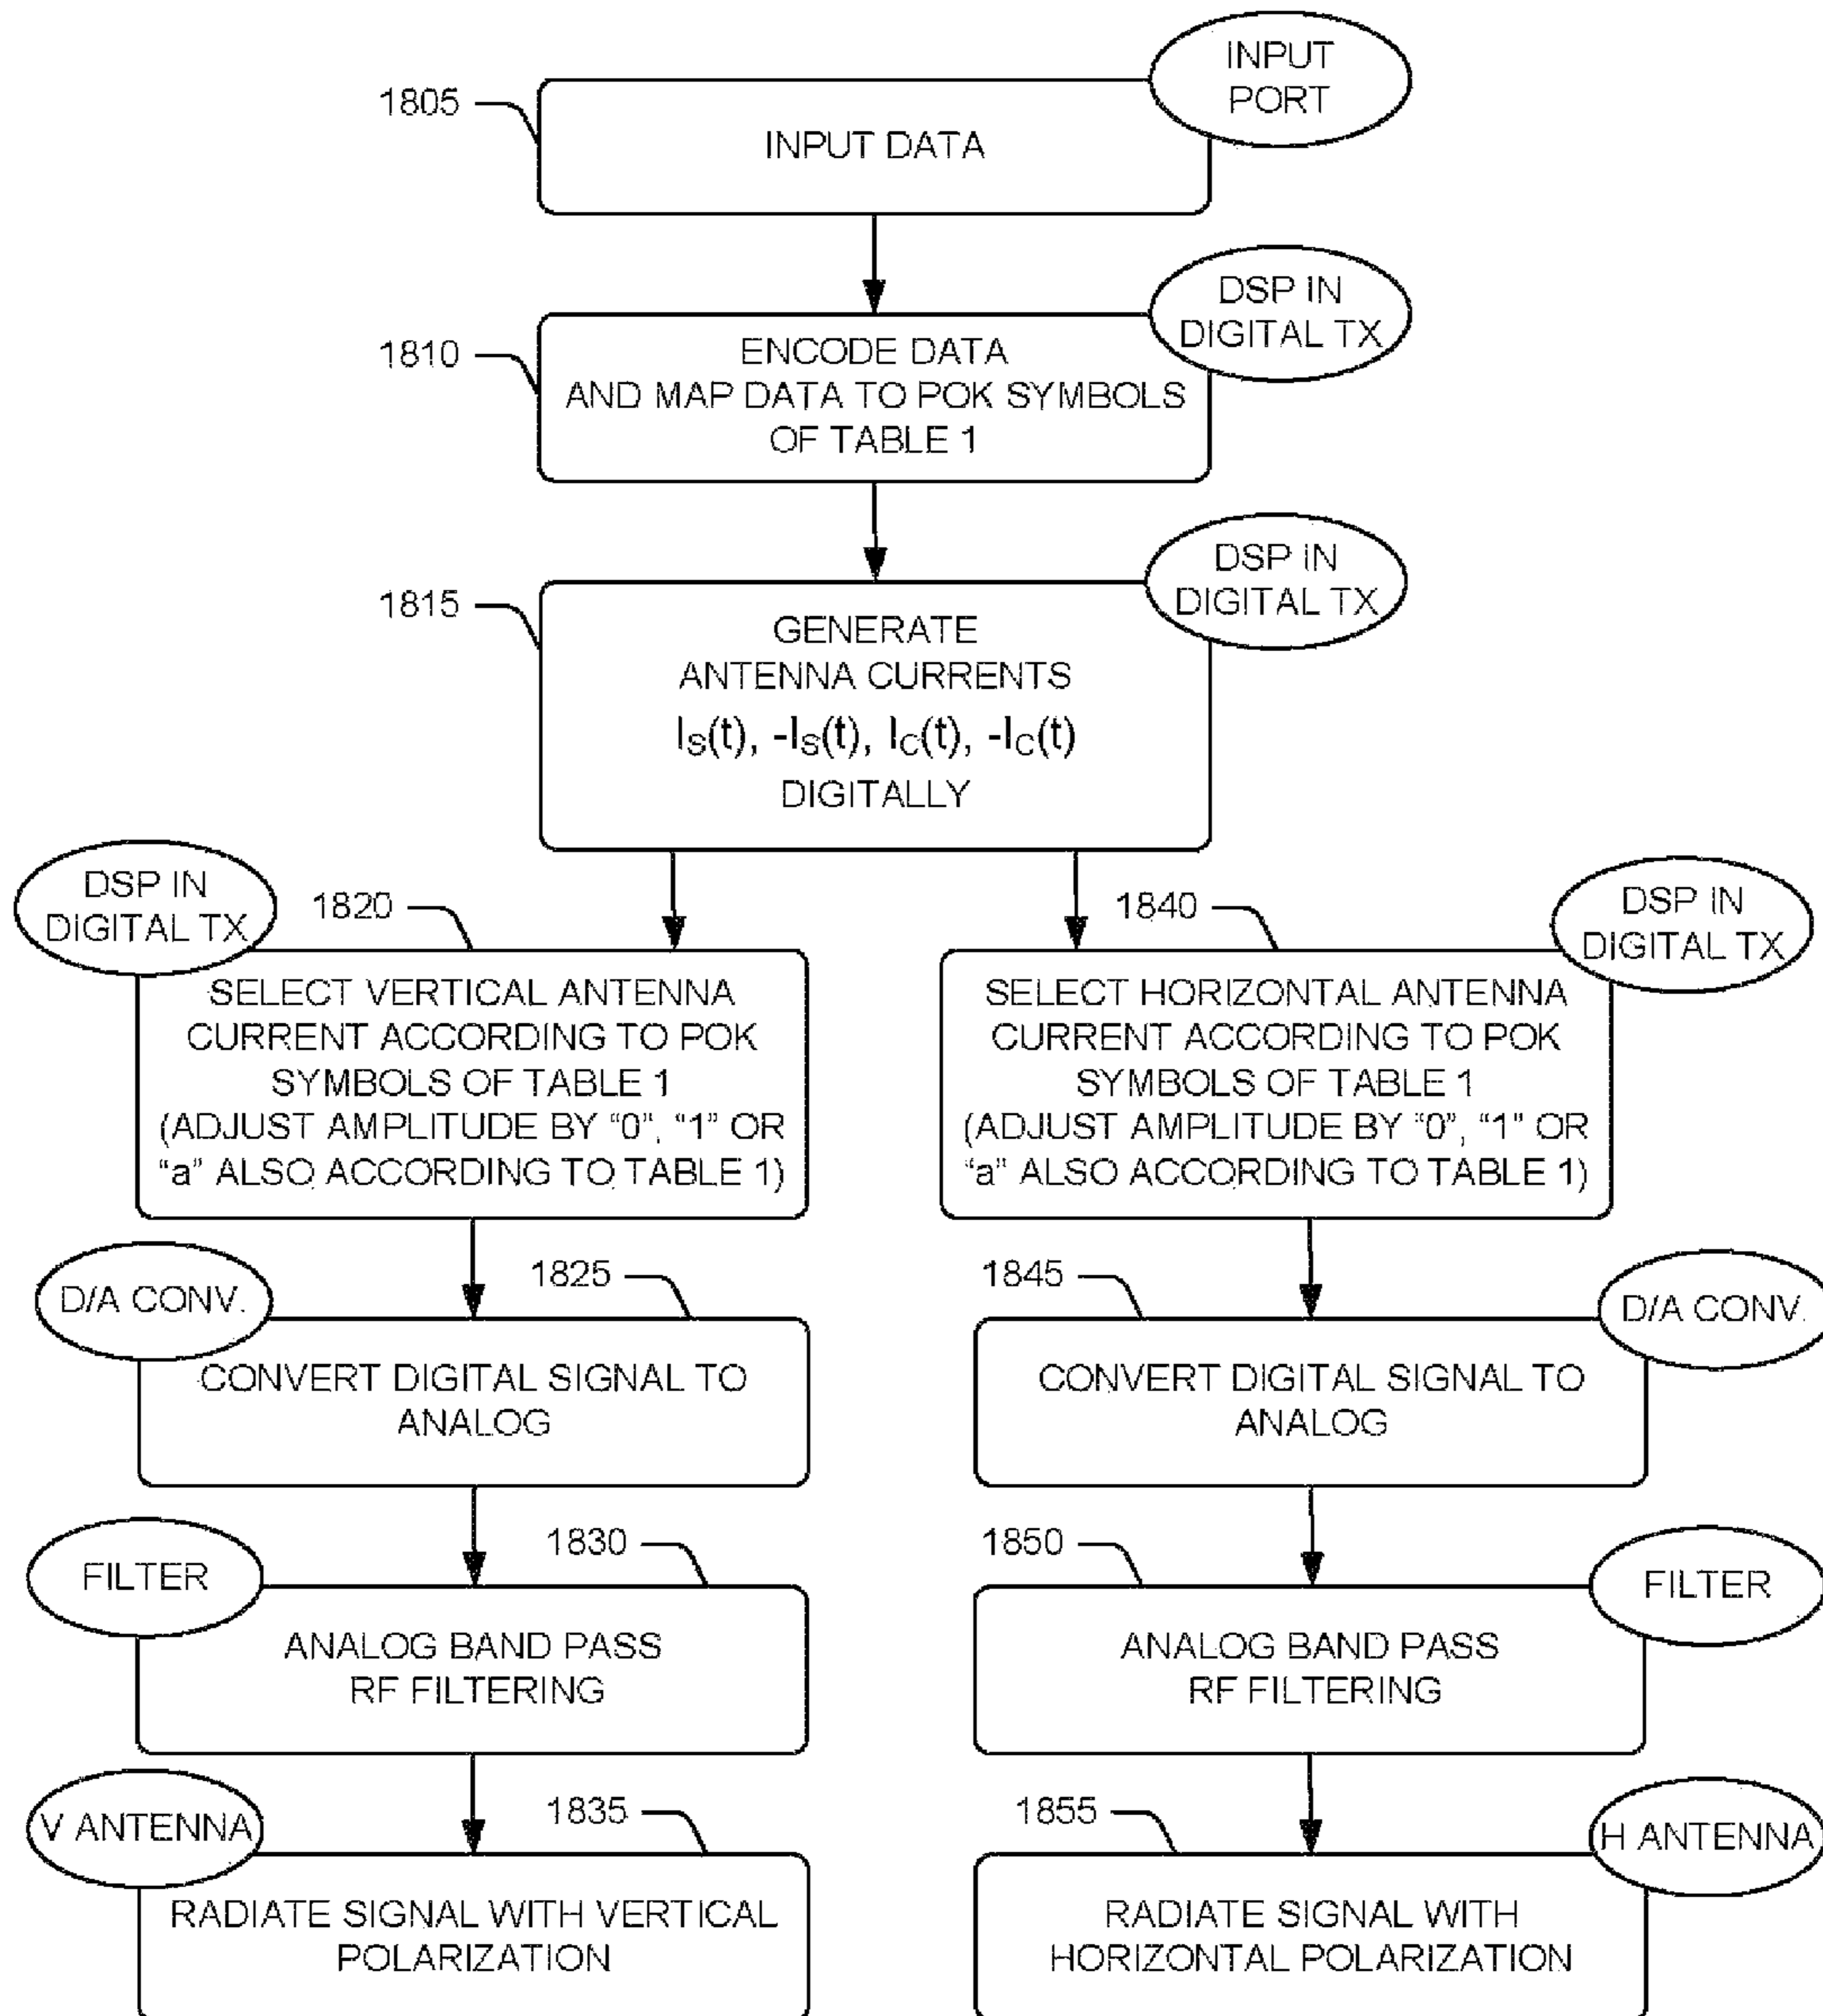 INPUT
PORT
1805
INPUT DATA
DSP IN
DIGITAL TX
1810
ENCODE DATA
AND MAP DATA TO POK SYMBOLS
OF TABLE 1
DSP IN
DIGITAL TX
1815
GENERATE
ANTENNA CURRENTS
I_S(t), -I_S(t), I_C(t), -I_C(t)
DIGITALLY
DSP IN
DIGITAL TX
1820
SELECT VERTICAL ANTENNA
CURRENT ACCORDING TO POK
SYMBOLS OF TABLE 1
(ADJUST AMPLITUDE BY “0”, “1” OR
“a” ALSO ACCORDING TO TABLE 1)
1840
DSP IN
DIGITAL TX
SELECT HORIZONTAL ANTENNA
CURRENT ACCORDING TO POK
SYMBOLS OF TABLE 1
(ADJUST AMPLITUDE BY “0”, “1” OR
“a” ALSO ACCORDING TO TABLE 1)
D/A CONV.
1825
CONVERT DIGITAL SIGNAL TO
ANALOG
1845
D/A CONV.
CONVERT DIGITAL SIGNAL TO
ANALOG
FILTER
1830
ANALOG BAND PASS
RF FILTERING
1850
FILTER
ANALOG BAND PASS
RF FILTERING
V ANTENNA
1835
RADIATE SIGNAL WITH VERTICAL
POLARIZATION
1855
H ANTENNA
RADIATE SIGNAL WITH
HORIZONTAL POLARIZATION